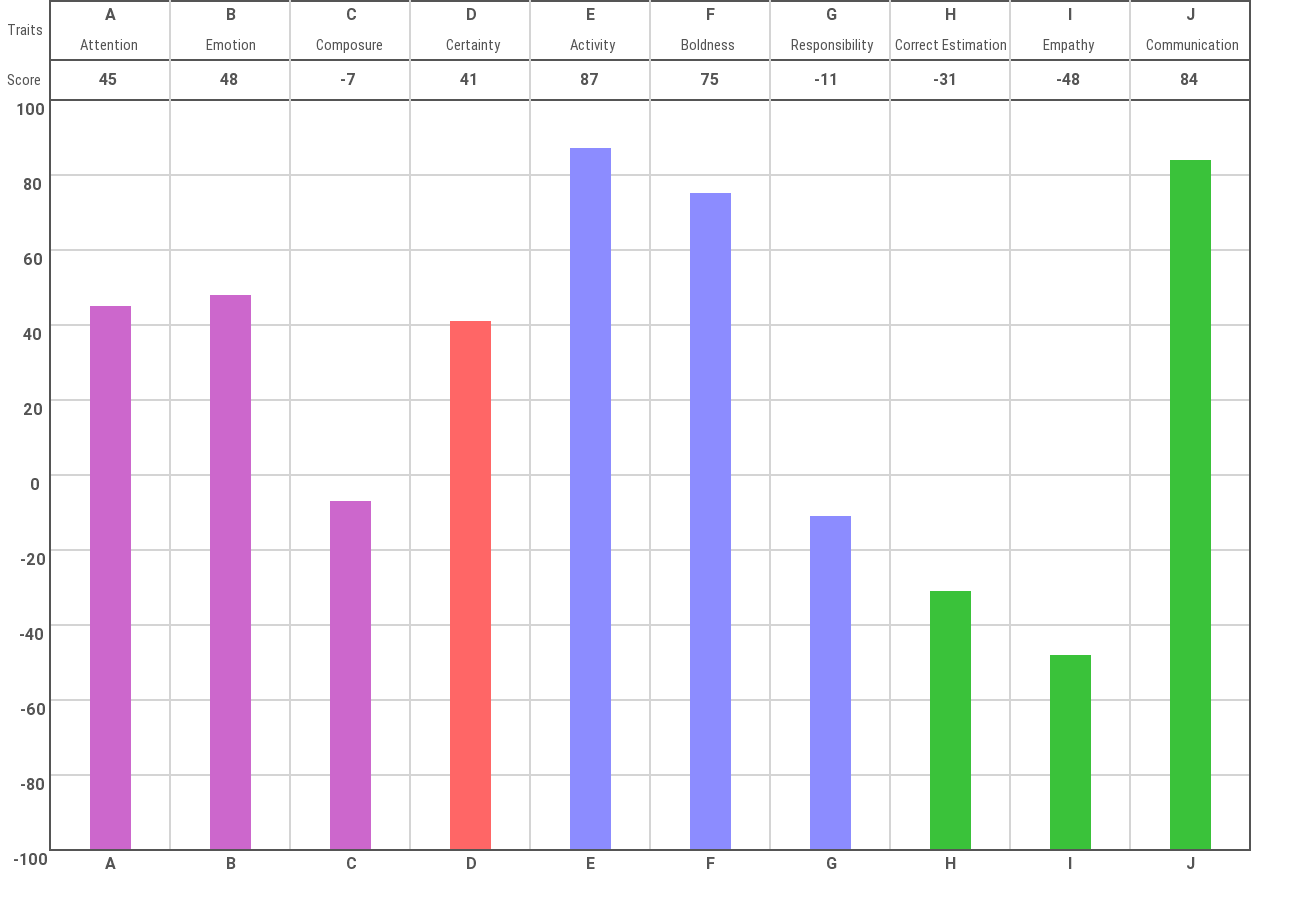 A B C D E F G H I J
Traits
Attention Emotion Composure Certainty Activity Boldness Responsibility Correct Estimation Empathy Communication
Score 45 48 -7 41 87 75 -11 -31 -48 84
100
80
60
40
20
0
-20
-40
-60
-80
-100
A B C D E F G H I J